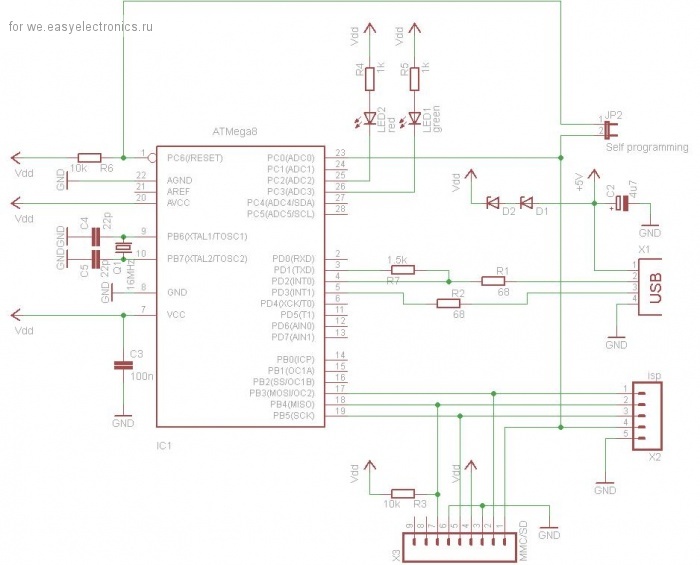 for we.easyelectronics.ru
Vdd
R4
1k
LED2
red
Vdd
R5
1k
LED1
green
JP2
1
2
Self programming
ATMega8
Vdd
10k
R6
1
PC6(/RESET)
GND
22
AGND
21
AREF
Vdd
20
AVCC
GND
C4
22p
9
PB6(XTAL1/TOSC1)
GND
C5
22p
Q1
16MHz
10
PB7(XTAL2/TOSC2)
GND
8
GND
Vdd
7
VCC
C3
100n
GND
IC1
PC0(ADC0)
23
PC1(ADC1)
24
PC2(ADC2)
25
PC3(ADC3)
26
PC4(ADC4/SDA)
27
PC5(ADC5/SCL)
28
PD0(RXD)
2
PD1(TXD)
3
PD2(INT0)
4
PD3(INT1)
5
PD4(XCK/T0)
6
PD5(T1)
11
PD6(AIN0)
12
PD7(AIN1)
13
PB0(ICP)
14
PB1(OC1A)
15
PB2(SS/OC1B)
16
PB3(MOSI/OC2)
17
PB4(MISO)
18
PB5(SCK)
19
Vdd
D2
D1
+5V
C2
+
4u7
GND
1.5k
R7
R1
68
R2
68
X1
1
2
3
4
USB
GND
isp
1
2
3
4
5
X2
GND
Vdd
10k
R3
Vdd
GND
X3
9
8
7
6
5
4
3
2
1
MMC/SD